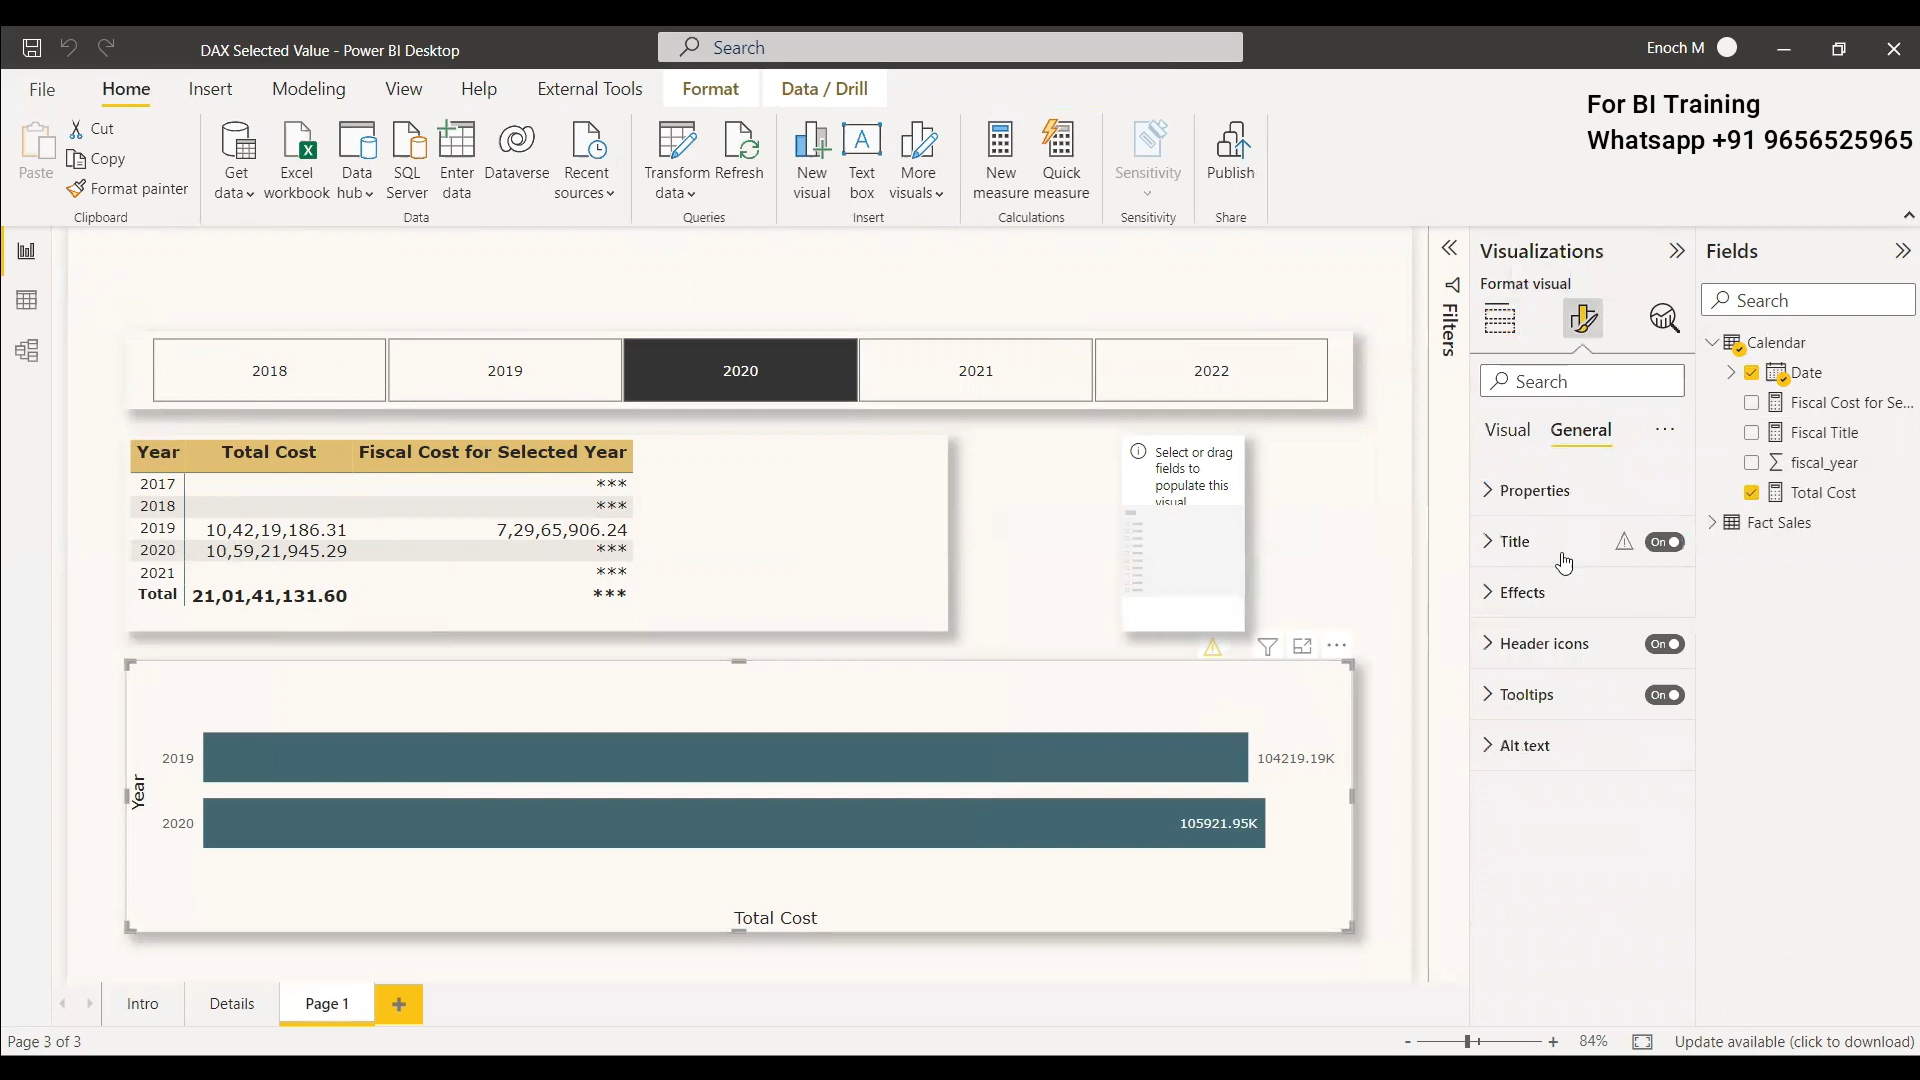 DAX Selected Value - Power BI Desktop
Search
Enoch M
File Home Insert Modeling View Help External Tools Format Data / Drill
For BI Training
Whatsapp +91 9656525965
Paste
Cut
Copy
Format painter
Clipboard
Get data
Excel workbook
Data hub
SQL Server
Enter data
Dataverse
Recent sources
Data
Transform data
Refresh
Queries
New visual
Text box
More visuals
Insert
New measure
Quick measure
Calculations
Sensitivity
Sensitivity
Publish
Share
2018 2019 2020 2021 2022
Year Total Cost Fiscal Cost for Selected Year
2017 ***
2018 ***
2019 10,42,19,186.31 7,29,65,906.24
2020 10,59,21,945.29 ***
2021 ***
Total 21,01,41,131.60 ***
Select or drag
fields to
populate this
visual
Year
2019 104219.19K
2020 105921.95K
Total Cost
Filters
Visualizations
Format visual
Search
Visual General ...
Properties
Title On
Effects
Header icons On
Tooltips On
Alt text
Fields
Search
Calendar
Date
Fiscal Cost for Se...
Fiscal Title
fiscal_year
Total Cost
Fact Sales
Intro Details Page 1 +
Page 3 of 3
- + 84% Update available (click to download)